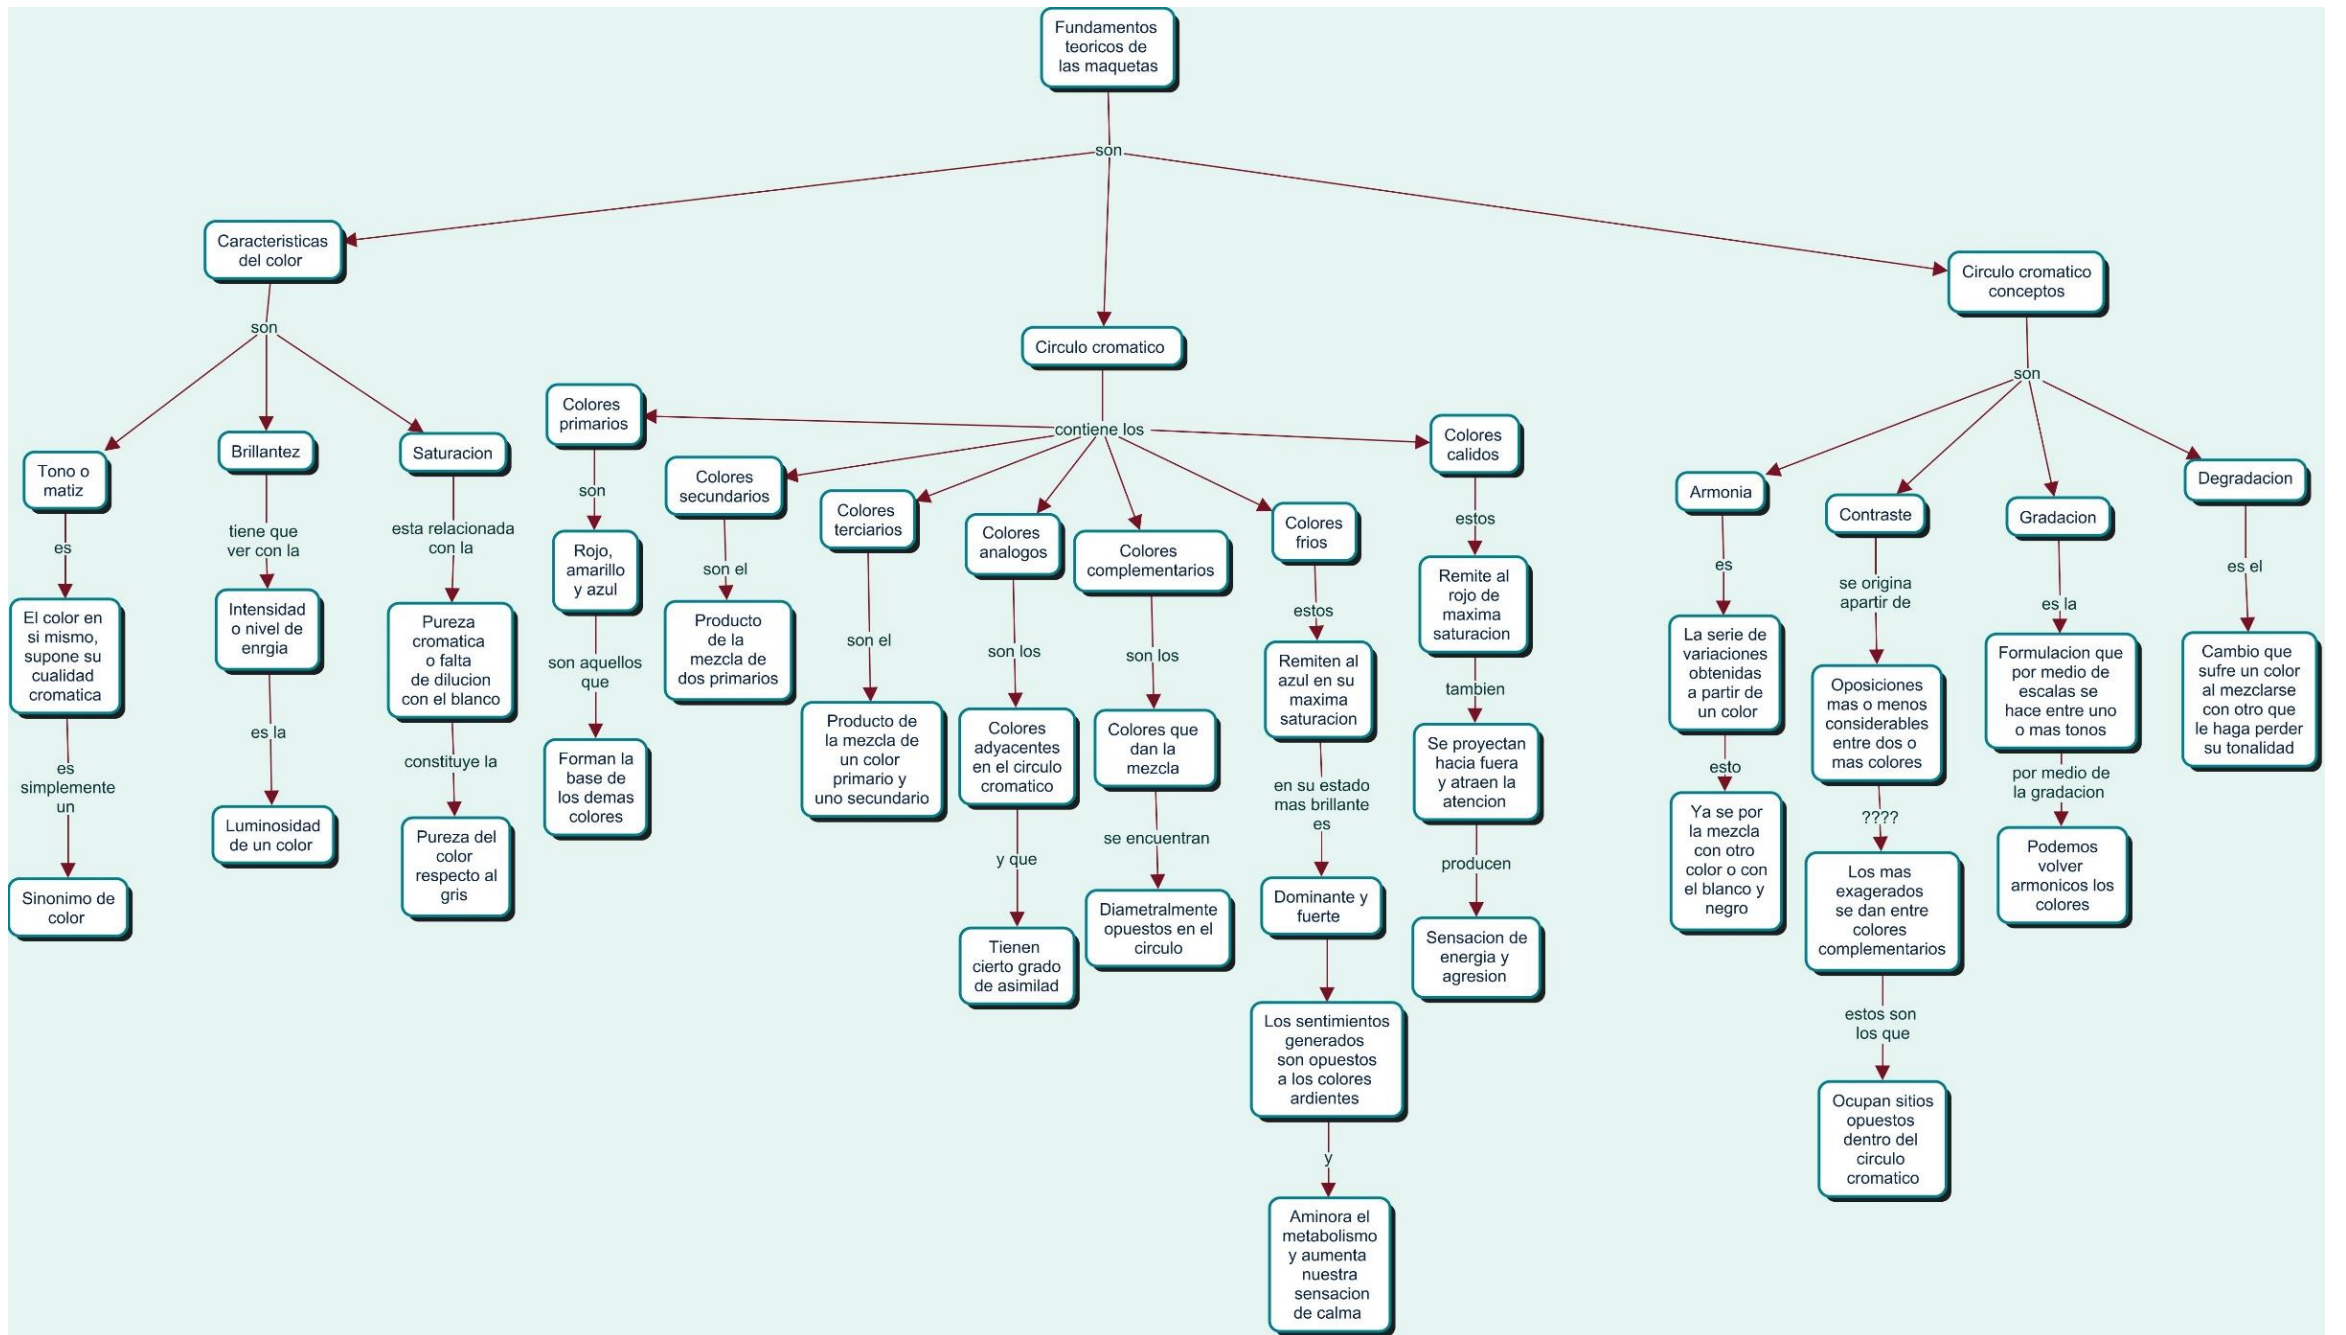 Fundamentos
teoricos de
las maquetas
son
Caracteristicas
del color
son
Tono o
matiz
es
El color en
si mismo,
supone su
cualidad
cromatica
es
simplemente
un
Sinonimo de
color
Brillantez
tiene que
ver con la
Intensidad
o nivel de
enrgia
es la
Luminosidad
de un color
Saturacion
esta relacionada
con la
Pureza
cromatica
o falta
de dilucion
con el blanco
constituye la
Pureza del
color
respecto al
gris
Circulo cromatico
contiene los
Colores
primarios
son
Rojo,
amarillo
y azul
son aquellos
que
Forman la
base de
los demas
colores
Colores
secundarios
son el
Producto
de la
mezcla de
dos primarios
Colores
terciarios
son el
Producto de
la mezcla de
un color
primario y
uno secundario
Colores
analogos
son los
Colores
adyacentes
en el circulo
cromatico
y que
Tienen
cierto grado
de asimilad
Colores
complementarios
son los
Colores que
dan la
mezcla
se encuentran
Diametralmente
opuestos en el
circulo
Colores
frios
estos
Remiten al
azul en su
maxima
saturacion
en su estado
mas brillante
es
Dominante y
fuerte
Los sentimientos
generados
son opuestos
a los colores
ardientes
y
Aminora el
metabolismo
y aumenta
nuestra
sensacion
de calma
Colores
calidos
estos
Remite al
rojo de
maxima
saturacion
tambien
Se proyectan
hacia fuera
y atraen la
atencion
producen
Sensacion de
energia y
agresion
Circulo cromatico
conceptos
son
Armonia
es
La serie de
variaciones
obtenidas
a partir de
un color
esto
Ya se por
la mezcla
con otro
color o con
el blanco y
negro
Contraste
se origina
apartir de
Oposiciones
mas o menos
considerables
entre dos o
mas colores
????
Los mas
exagerados
se dan entre
colores
complementarios
estos son
los que
Ocupan sitios
opuestos
dentro del
circulo
cromatico
Gradacion
es la
Formulacion que
por medio de
escalas se
hace entre uno
o mas tonos
por medio de
la gradacion
Podemos
volver
armonicos los
colores
Degradacion
es el
Cambio que
sufre un color
al mezclarse
con otro que
le haga perder
su tonalidad